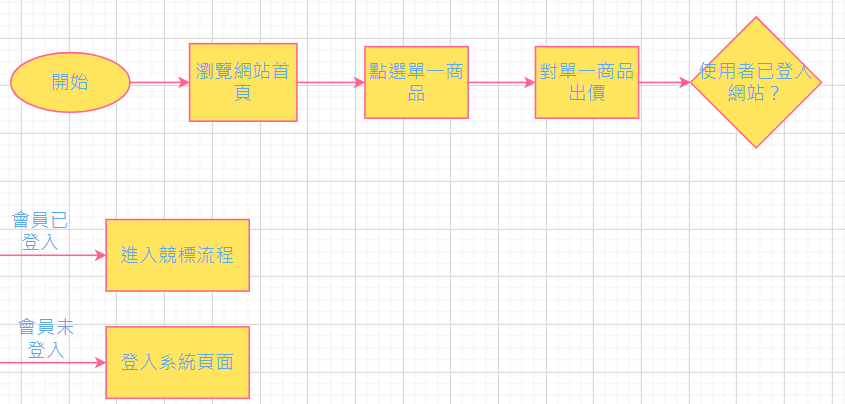 開始
瀏覽網站首
頁
點選單一商
品
對單一商品
出價
使用者已登入
網站？
會員已
登入
進入競標流程
會員未
登入
登入系統頁面